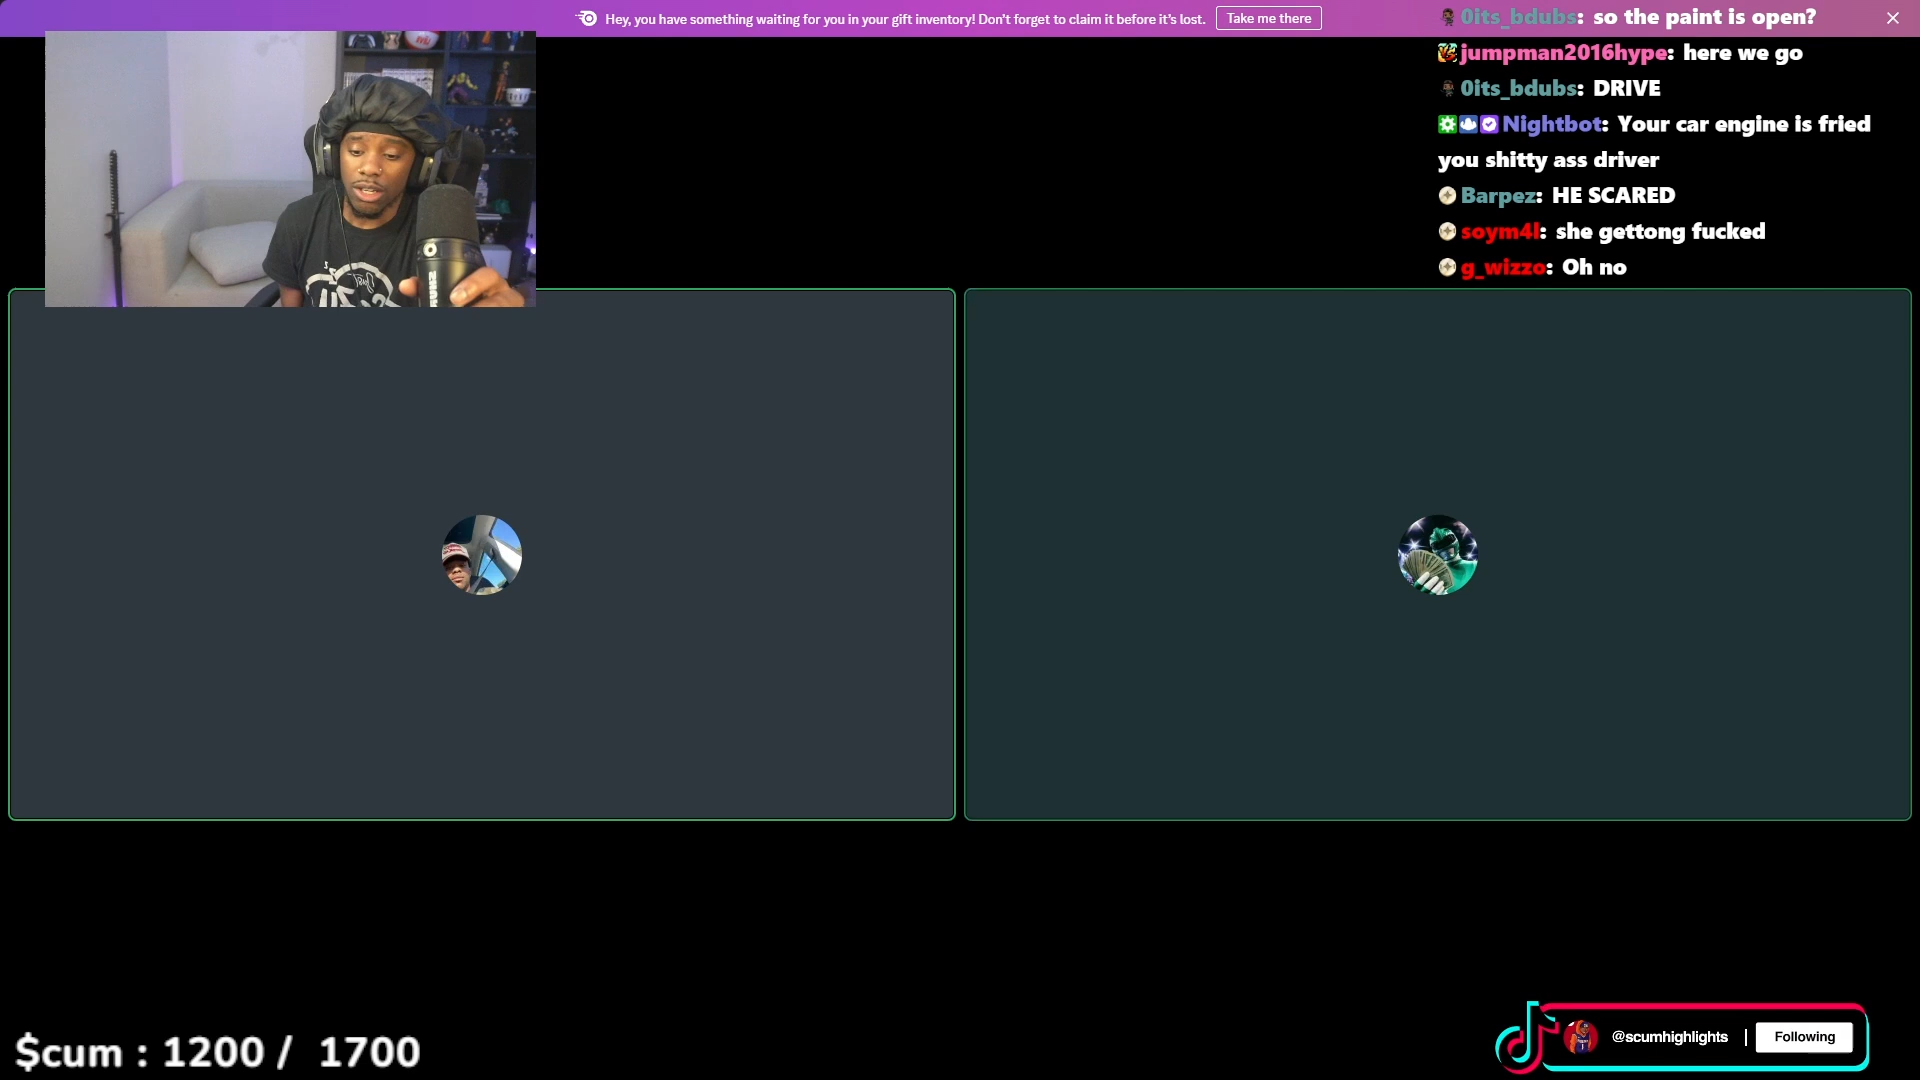 Hey, you have something waiting for you in your gift inventory! Don't forget to claim it before it's lost.
Take me there
0its_bdubs: so the paint is open?
jumpman2016hype: here we go
0its_bdubs: DRIVE
Nightbot: Your car engine is fried
you shitty ass driver
Barpez: HE SCARED
soym4l: she gettong fucked
g_wizzo: Oh no
$cum : 1200 / 1700
@scumhighlights | Following